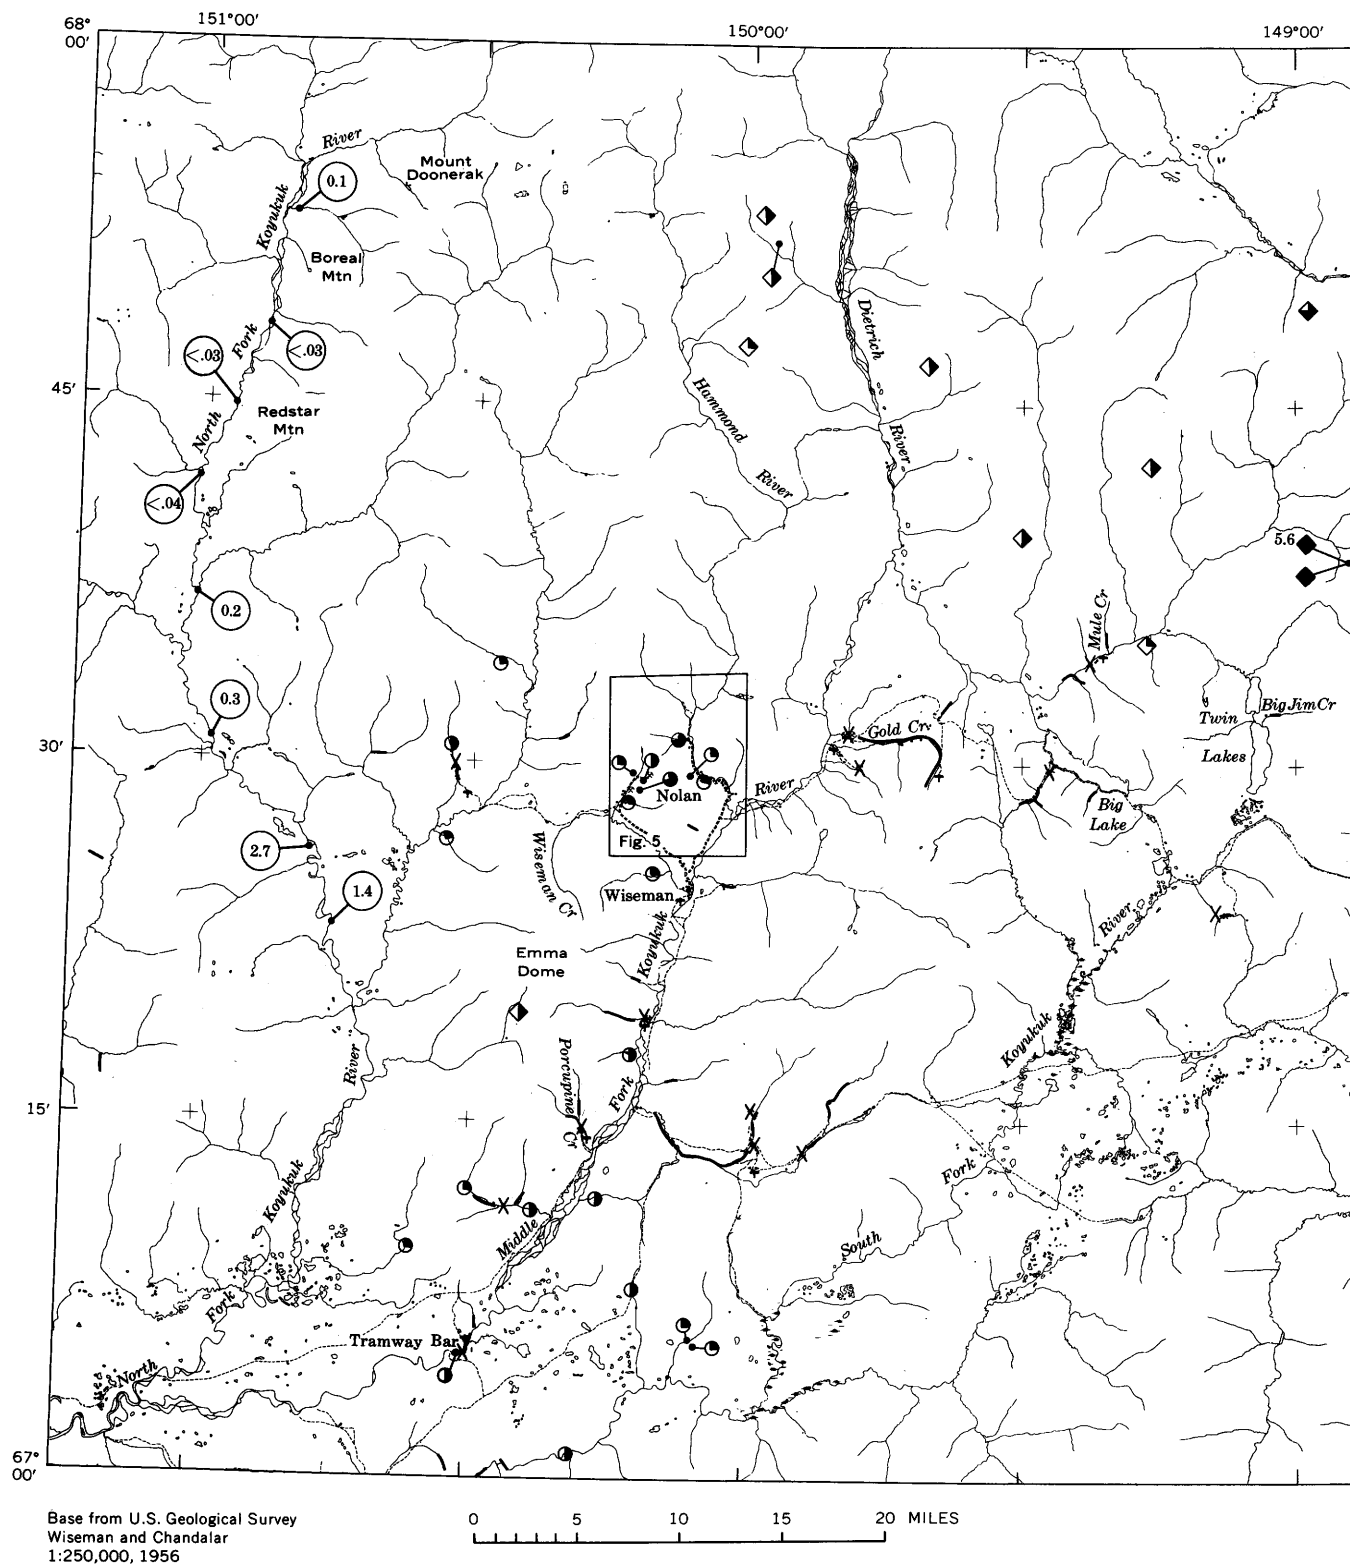 151°00′
150°00′
149°00′
68°
00′
River
Mount
Doonerak
0.1
Koyukuk
Boreal
Mtn
Dietrich
Fork
<.03
<.03
45′
Redstar
Mtn
Hammond
North
River
River
<.04
5.6
0.2
Mule Cr
0.3
Twin
Big Jim Cr
Gold Cr.
30′
Lakes
Nolan
River
Big
Lake
Wiseman Cr
Fig. 5
2.7
1.4
Wiseman
River
Koyukuk
Emma
Dome
Koyukuk
River
Porcupine
Cr
15′
Fork
Fork
Koyukuk
Middle
South
Fork
Tramway Bar
North
67°
00′
Base from U.S. Geological Survey
Wiseman and Chandalar
1:250,000, 1956
0 5 10 15 20 MILES